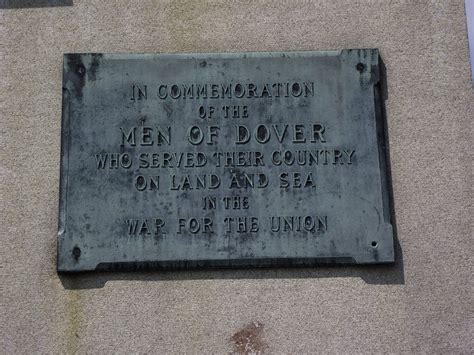 IN COMMEMORATION
OF THE
MEN OF DOVER
WHO SERVED THEIR COUNTRY
ON LAND AND SEA
IN THE
WAR FOR THE UNION